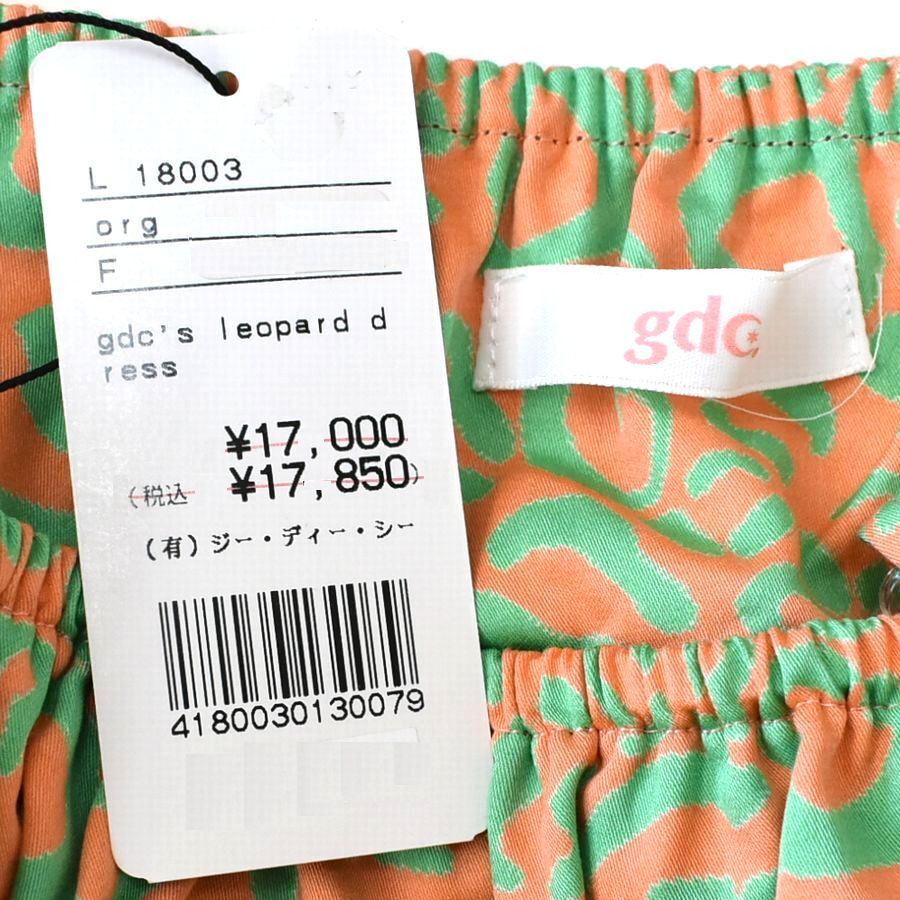 L 18003
org
F
gdc's leopard d
ress
¥17,000
(税込 ¥17,850)
(有)ジー・ディー・シー
4180030130079
gdc